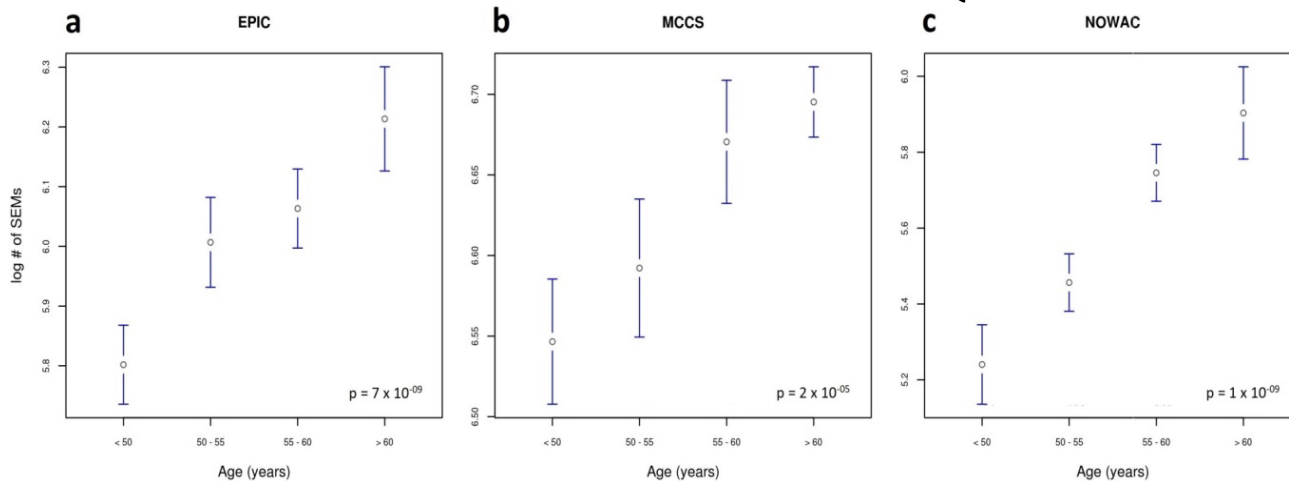 a
EPIC
log # of SEMs
6.3
6.2
6.1
6.0
5.9
5.8
p = 7 x 10⁻⁰⁹
< 50
50 - 55
55 - 60
> 60
Age (years)
b
MCCS
6.70
6.65
6.60
6.55
6.50
p = 2 x 10⁻⁰⁵
< 50
50 - 55
55 - 60
> 60
Age (years)
c
NOWAC
6.0
5.8
5.6
5.4
5.2
p = 1 x 10⁻⁰⁹
< 50
50 - 55
55 - 60
> 60
Age (years)